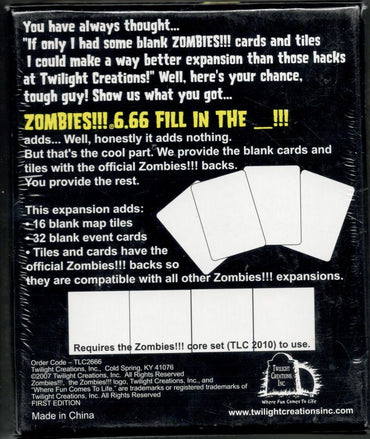 You have always thought...
"If only I had some blank ZOMBIES!!! cards and tiles
I could make a way better expansion than those hacks
at Twilight Creations!" Well, here's your chance,
tough guy! Show us what you got...
ZOMBIES!!! 6.66 FILL IN THE __!!!
adds... Well, honestly it adds nothing.
But that's the cool part. We provide the blank cards and
tiles with the official Zombies!!! backs.
You provide the rest.
This expansion adds:
• 16 blank map tiles
• 32 blank event cards
• Tiles and cards have the
official Zombies!!! backs so
they are compatible with all other Zombies!!! expansions.
Requires the Zombies!!! core set (TLC 2010) to use.
Order Code – TLC2666
Twilight Creations, Inc., Cold Spring, KY 41076
©2007 Twilight Creations, Inc. All Rights Reserved
Zombies!!!, the Zombies!!! logo, Twilight Creations, Inc., and
"Where Fun Comes To Life," are trademarks or registered trademarks of
Twilight Creations, Inc. All Rights Reserved
FIRST EDITION
Made in China
TWILIGHT
CREATIONS,
INC
Where Fun Comes To Life
www.twilightcreationsinc.com